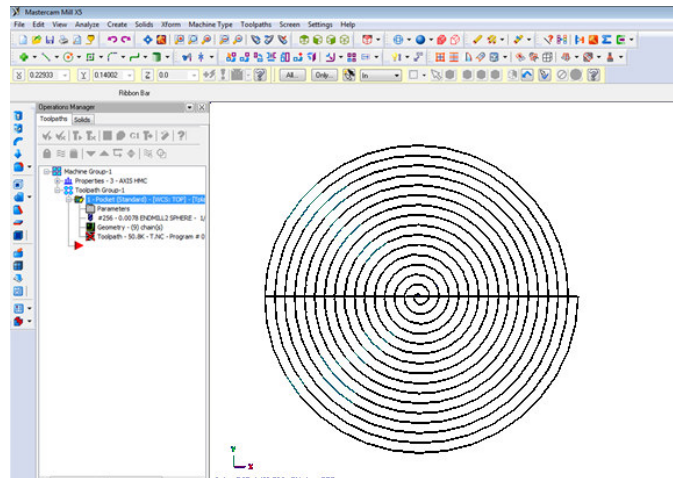 Mastercam Mill X5
File Edit View Analyze Create Solids Xform Machine Type Toolpaths Screen Settings Help
X 0.22933 Y 0.14002 Z 0.0 All... Only... In
Ribbon Bar
Operations Manager
Toolpaths Solids
G1
Machine Group-1
Properties - 3 - AXIS HMC
Toolpath Group-1
1 - Pocket (Standard) - [WCS: TOP] - [Tpla
Parameters
#256 - 0.0078 ENDMILL2 SPHERE - 1/
Geometry - (9) chain(s)
Toolpath - 50.8K - T.NC - Program # 0
Y
X